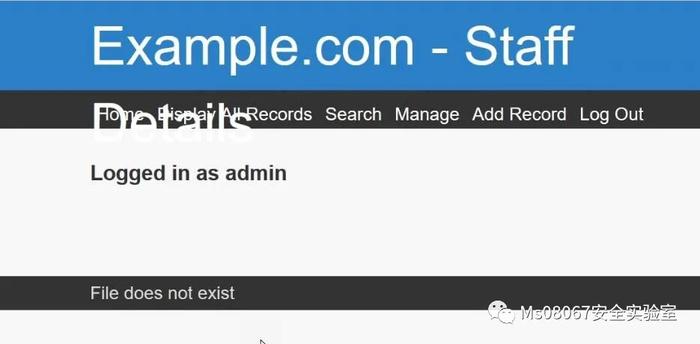 Example.com - Staff
Details
Home Display All Records Search Manage Add Record Log Out
Logged in as admin
File does not exist
Ms08067安全实验室